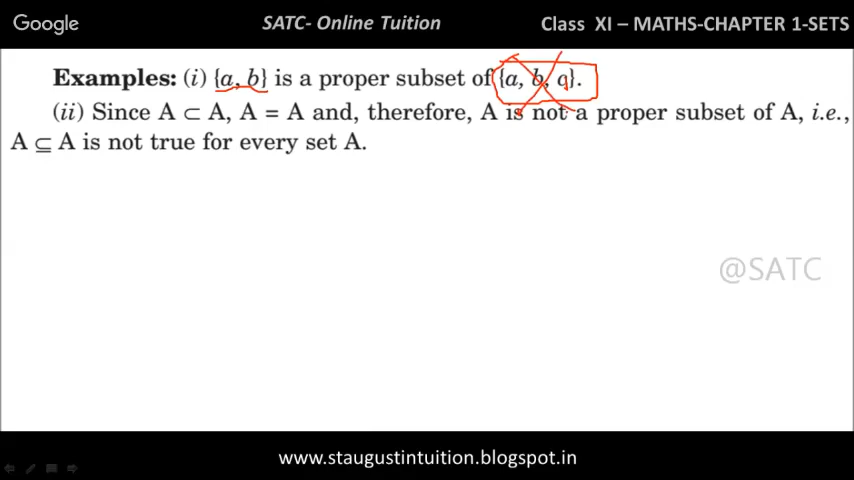 Google
SATC- Online Tuition
Class XI – MATHS-CHAPTER 1-SETS
Examples: (i) {a, b} is a proper subset of {a, b, c}.
(ii) Since A ⊂ A, A = A and, therefore, A is not a proper subset of A, i.e.,
A ⊆ A is not true for every set A.
@SATC
www.staugustintuition.blogspot.in